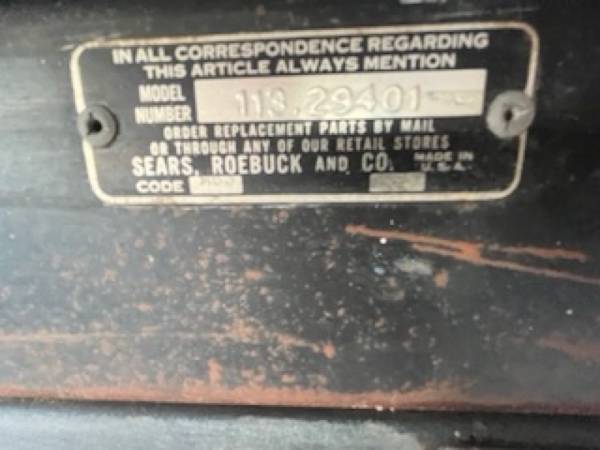 IN ALL CORRESPONDENCE REGARDING
THIS ARTICLE ALWAYS MENTION
MODEL NUMBER 113.29401
ORDER REPLACEMENT PARTS BY MAIL
OR THROUGH ANY OF OUR RETAIL STORES
SEARS, ROEBUCK AND CO. MADE IN U.S.A.
CODE